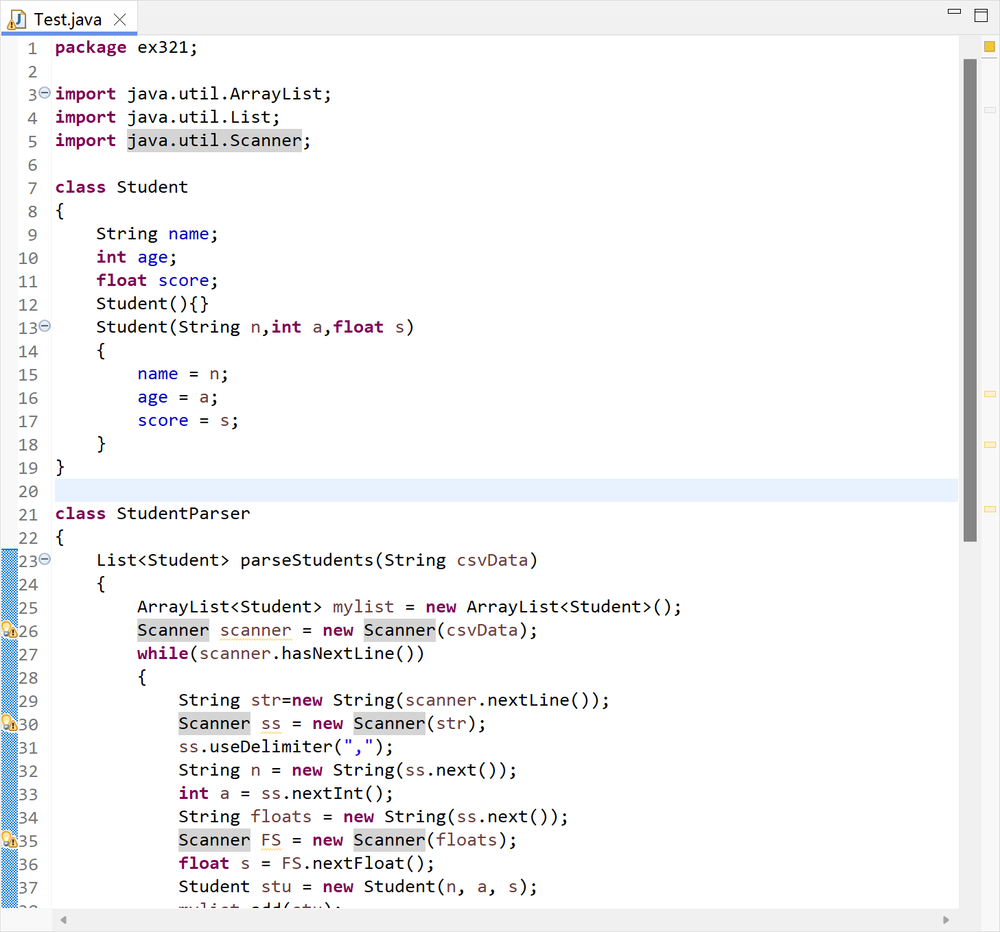 Test.java
1 package ex321;
2
3 import java.util.ArrayList;
4 import java.util.List;
5 import java.util.Scanner;
6
7 class Student
8 {
9     String name;
10     int age;
11     float score;
12     Student(){}
13     Student(String n,int a,float s)
14     {
15         name = n;
16         age = a;
17         score = s;
18     }
19 }
20
21 class StudentParser
22 {
23     List<Student> parseStudents(String csvData)
24     {
25         ArrayList<Student> mylist = new ArrayList<Student>();
26         Scanner scanner = new Scanner(csvData);
27         while(scanner.hasNextLine())
28         {
29             String str=new String(scanner.nextLine());
30             Scanner ss = new Scanner(str);
31             ss.useDelimiter(",");
32             String n = new String(ss.next());
33             int a = ss.nextInt();
34             String floats = new String(ss.next());
35             Scanner FS = new Scanner(floats);
36             float s = FS.nextFloat();
37             Student stu = new Student(n, a, s);